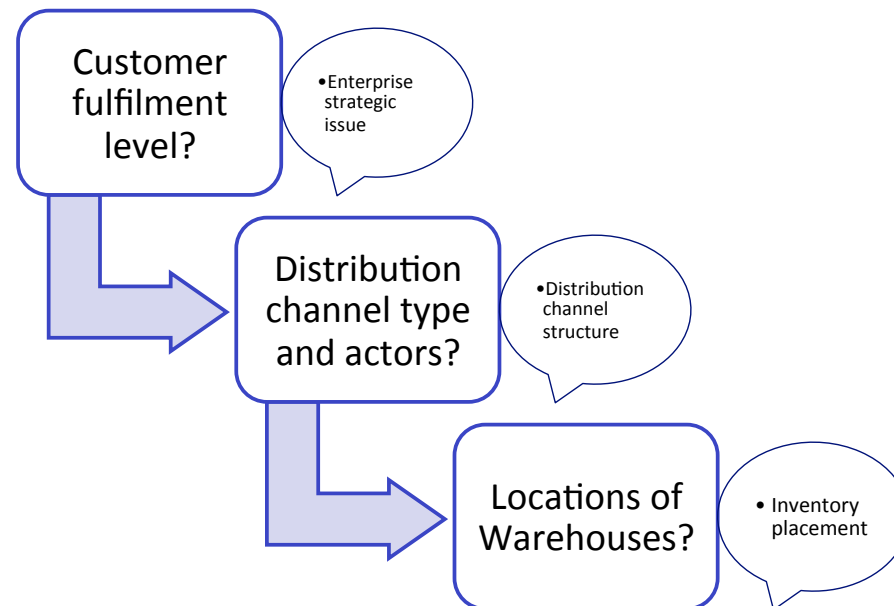 Customer
fulfilment
level?
•Enterprise
strategic
issue
Distribution
channel type
and actors?
•Distribution
channel
structure
Locations of
Warehouses?
• Inventory
placement